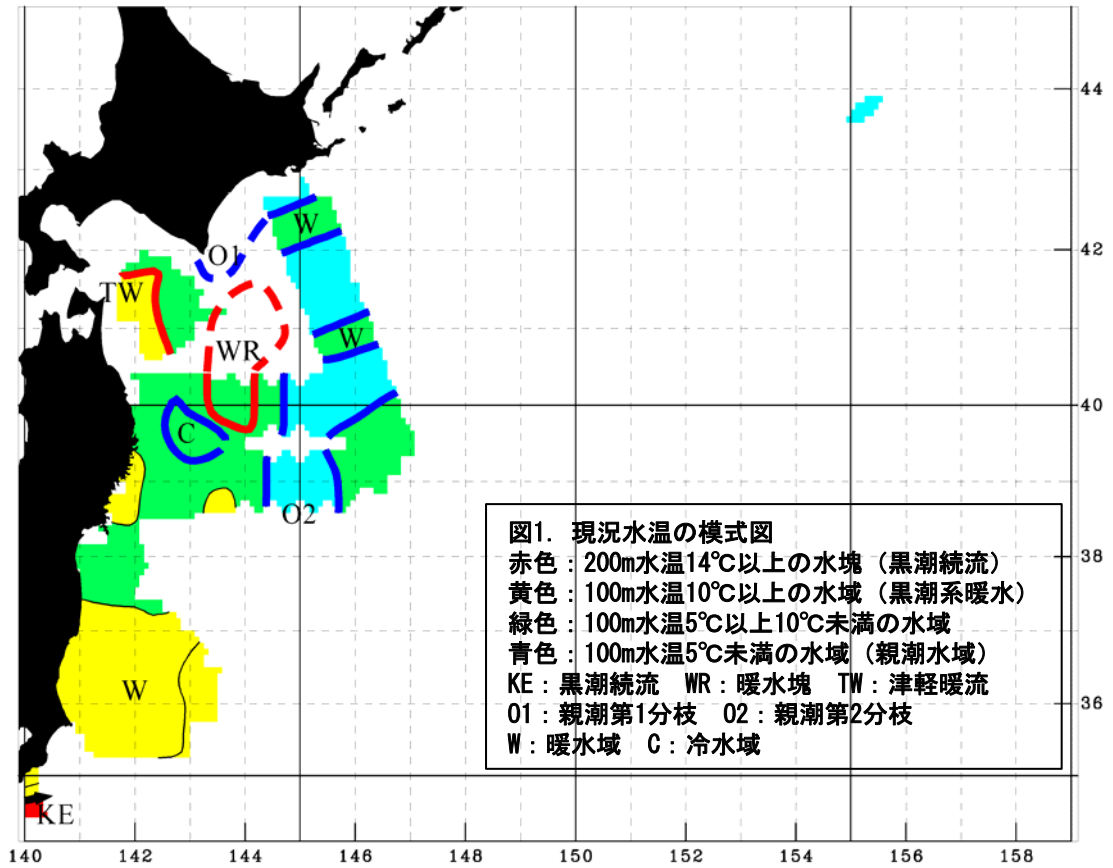 O1
W
TW
WR
W
C
O2
W
KE
44
42
40
38
36
140 142 144 146 148 150 152 154 156 158
図1. 現況水温の模式図
赤色：200m水温14℃以上の水塊（黒潮続流）
黄色：100m水温10℃以上の水域（黒潮系暖水）
緑色：100m水温5℃以上10℃未満の水域
青色：100m水温5℃未満の水域（親潮水域）
KE：黒潮続流 WR：暖水塊 TW：津軽暖流
O1：親潮第1分枝 O2：親潮第2分枝
W：暖水域 C：冷水域